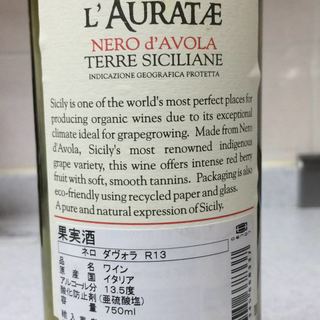 L'AURATÆ
NERO d'AVOLA
TERRE SICILIANE
INDICAZIONE GEOGRAFICA PROTETTA
Sicily is one of the world's most perfect places for
producing organic wines due to its exceptional
climate ideal for grapegrowing. Made from Nero
d'Avola, Sicily's most renowned indigenous
grape variety, this wine offers intense red berry
fruit with soft, smooth tannins. Packaging is also
eco-friendly using recycled paper and glass.
A pure and natural expression of Sicily.
果実酒
ネロ ダヴォラ R13
品名 ワイン
原産国 イタリア
アルコール分 13.5度
酸化防止剤 (亜硫酸塩)
容量 750ml